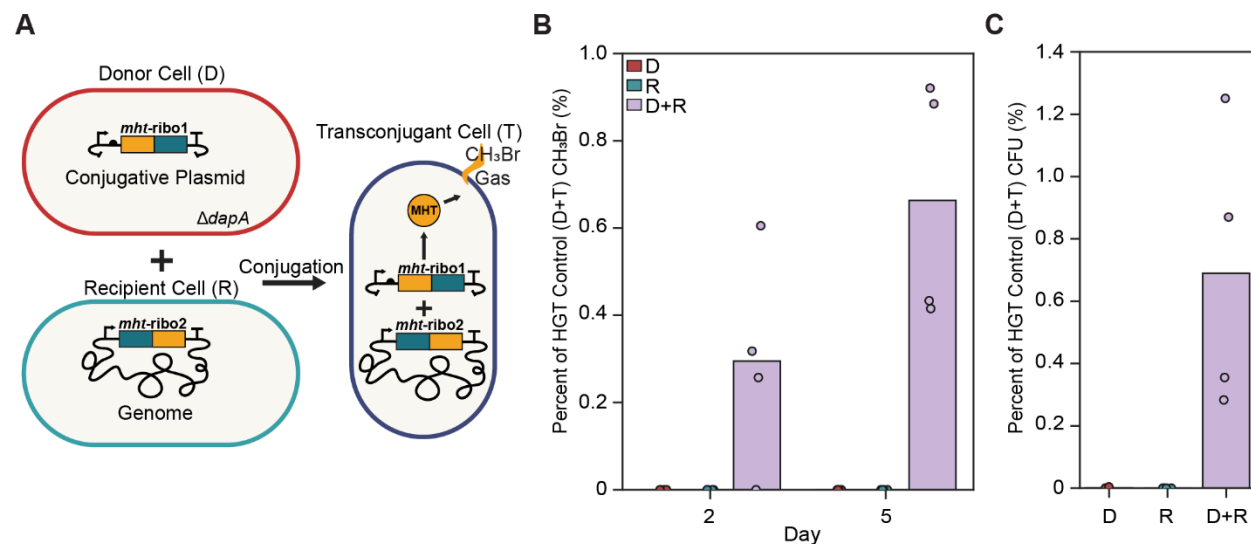 A
Donor Cell (D)
mht-ribo1
Conjugative Plasmid
ΔdapA
+
Recipient Cell (R)
mht-ribo2
Genome
Conjugation
Transconjugant Cell (T)
CH₃Br
Gas
MHT
mht-ribo1
+
mht-ribo2
B
Percent of HGT Control (D+T) CH₃Br (%)
1.0
0.8
0.6
0.4
0.2
0
D
R
D+R
2
5
Day
C
Percent of HGT Control (D+T) CFU (%)
1.4
1.2
1.0
0.8
0.6
0.4
0.2
0
D
R
D+R